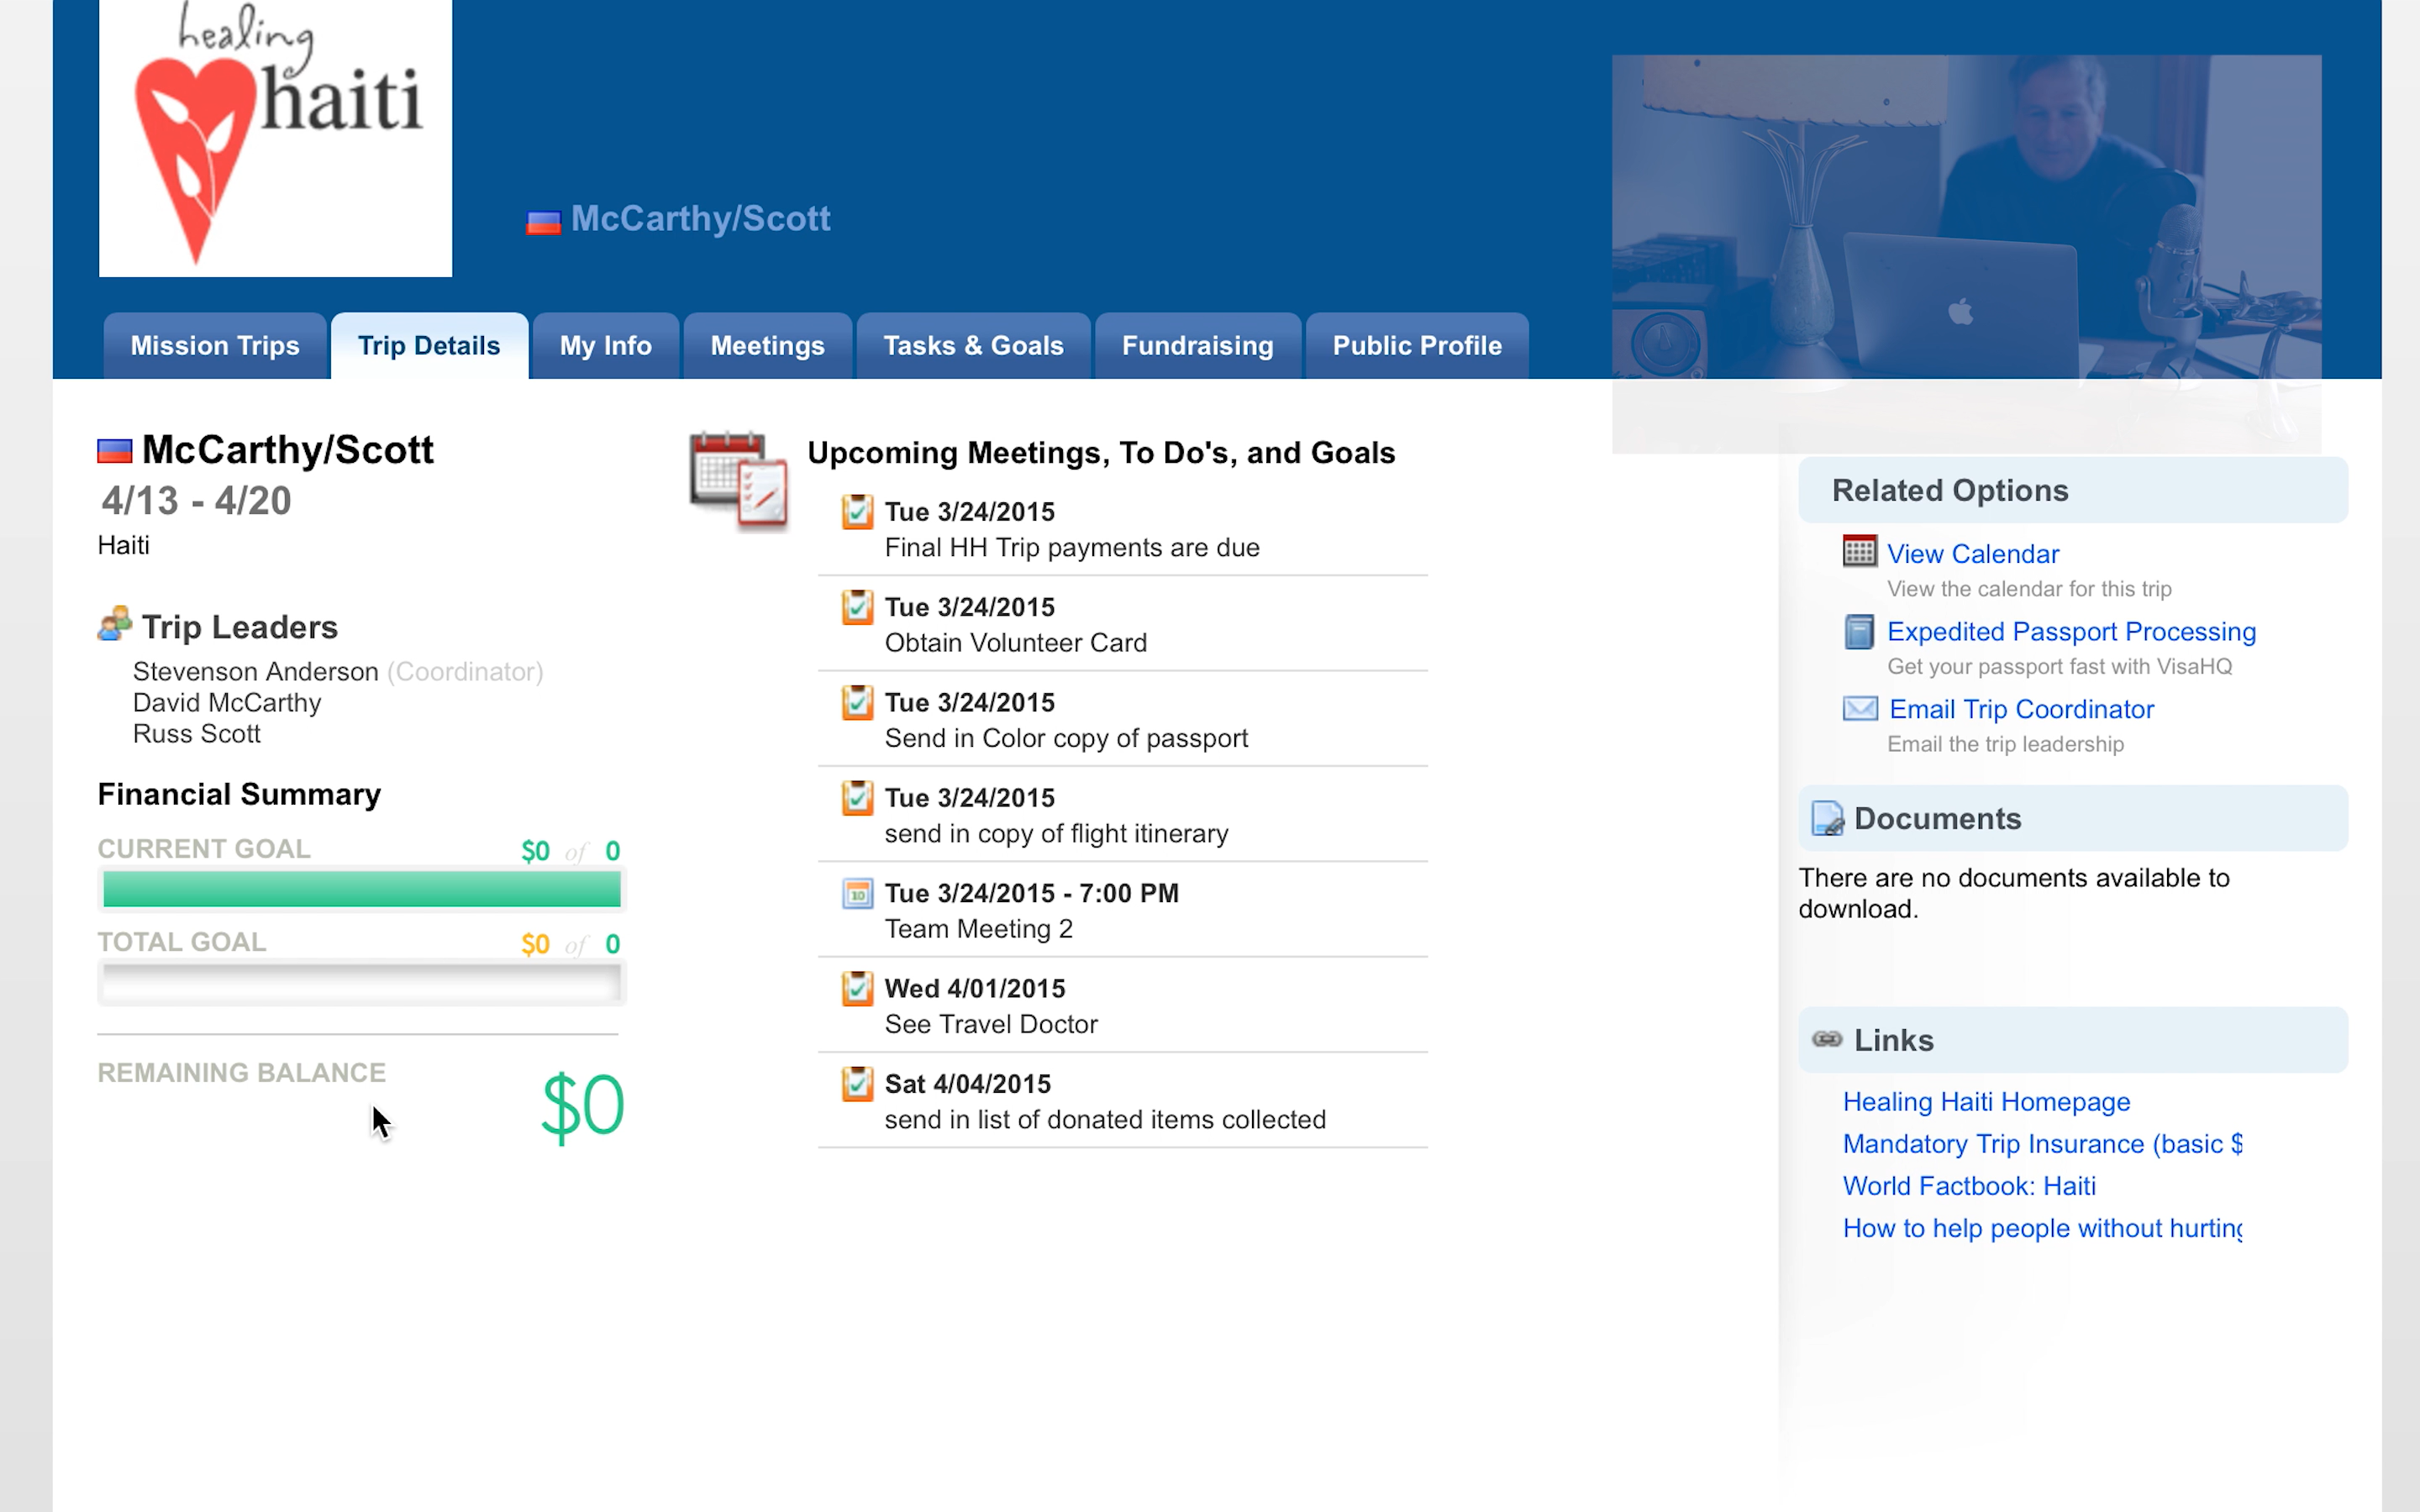 healing
haiti
McCarthy/Scott
Mission Trips
Trip Details
My Info
Meetings
Tasks & Goals
Fundraising
Public Profile
McCarthy/Scott
4/13 - 4/20
Haiti
Trip Leaders
Stevenson Anderson (Coordinator)
David McCarthy
Russ Scott
Financial Summary
CURRENT GOAL $0 of 0
TOTAL GOAL $0 of 0
REMAINING BALANCE
$0
Upcoming Meetings, To Do's, and Goals
Tue 3/24/2015
Final HH Trip payments are due
Tue 3/24/2015
Obtain Volunteer Card
Tue 3/24/2015
Send in Color copy of passport
Tue 3/24/2015
send in copy of flight itinerary
10
Tue 3/24/2015 - 7:00 PM
Team Meeting 2
Wed 4/01/2015
See Travel Doctor
Sat 4/04/2015
send in list of donated items collected
Related Options
View Calendar
View the calendar for this trip
Expedited Passport Processing
Get your passport fast with VisaHQ
Email Trip Coordinator
Email the trip leadership
Documents
There are no documents available to
download.
Links
Healing Haiti Homepage
Mandatory Trip Insurance (basic $
World Factbook: Haiti
How to help people without hurting